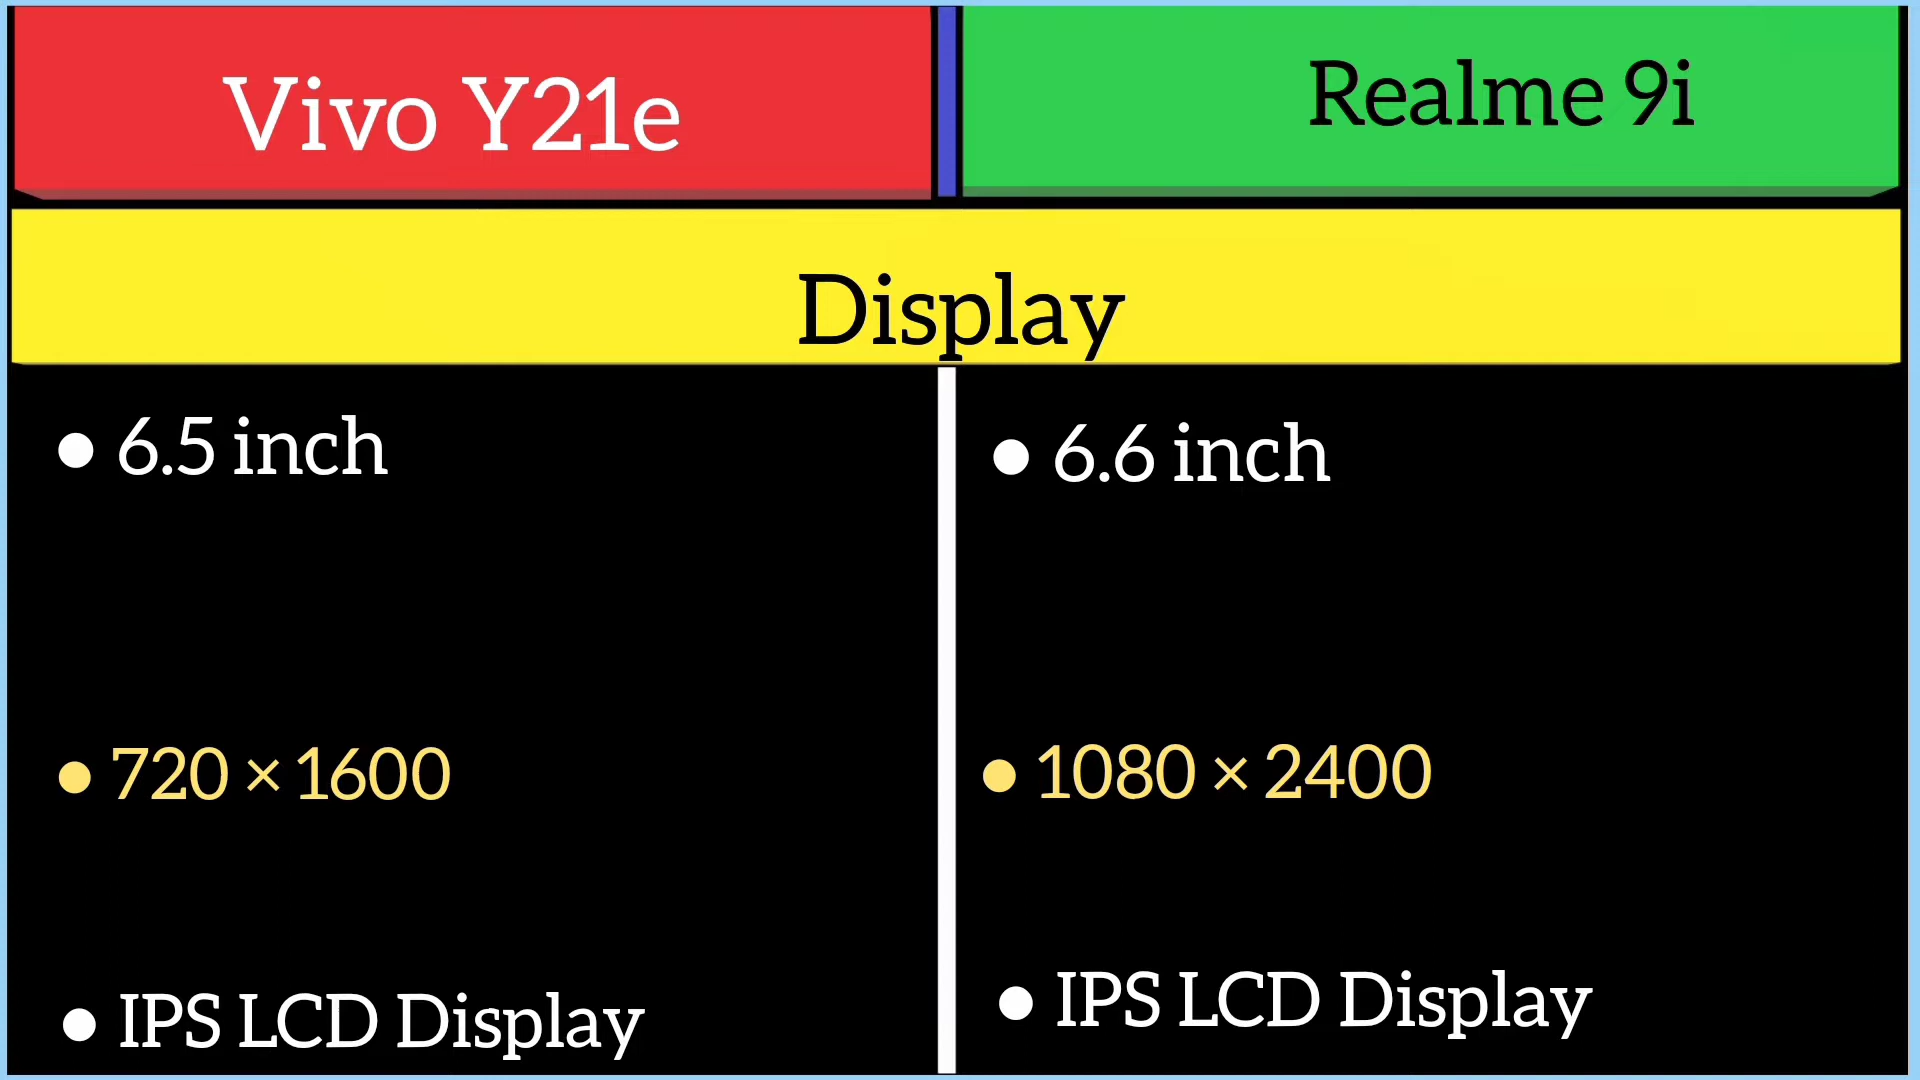 Vivo Y21e
Realme 9i
Display
● 6.5 inch
● 6.6 inch
● 720 × 1600
● 1080 × 2400
● IPS LCD Display
● IPS LCD Display